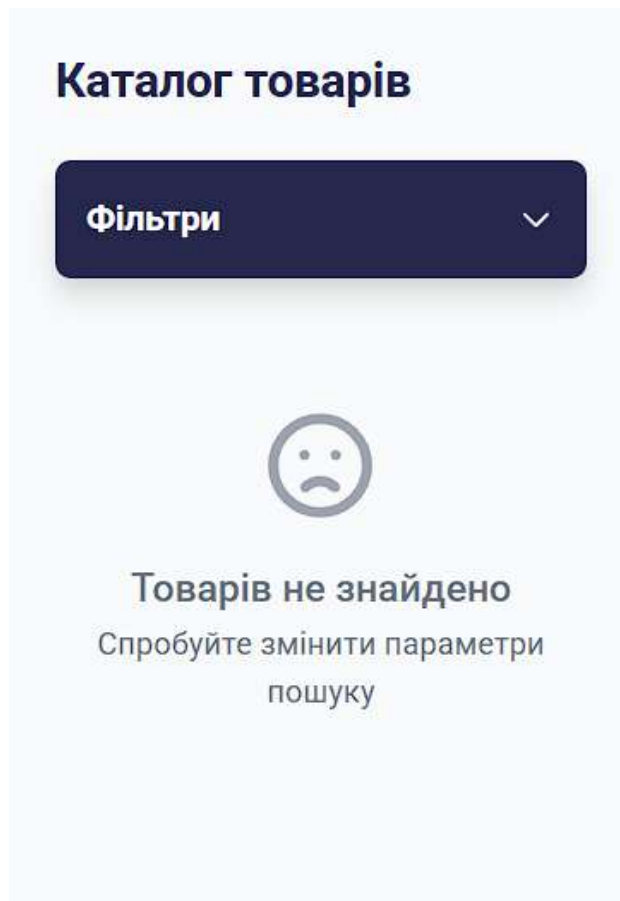 Каталог товарів
Фільтри
Товарів не знайдено
Спробуйте змінити параметри
пошуку